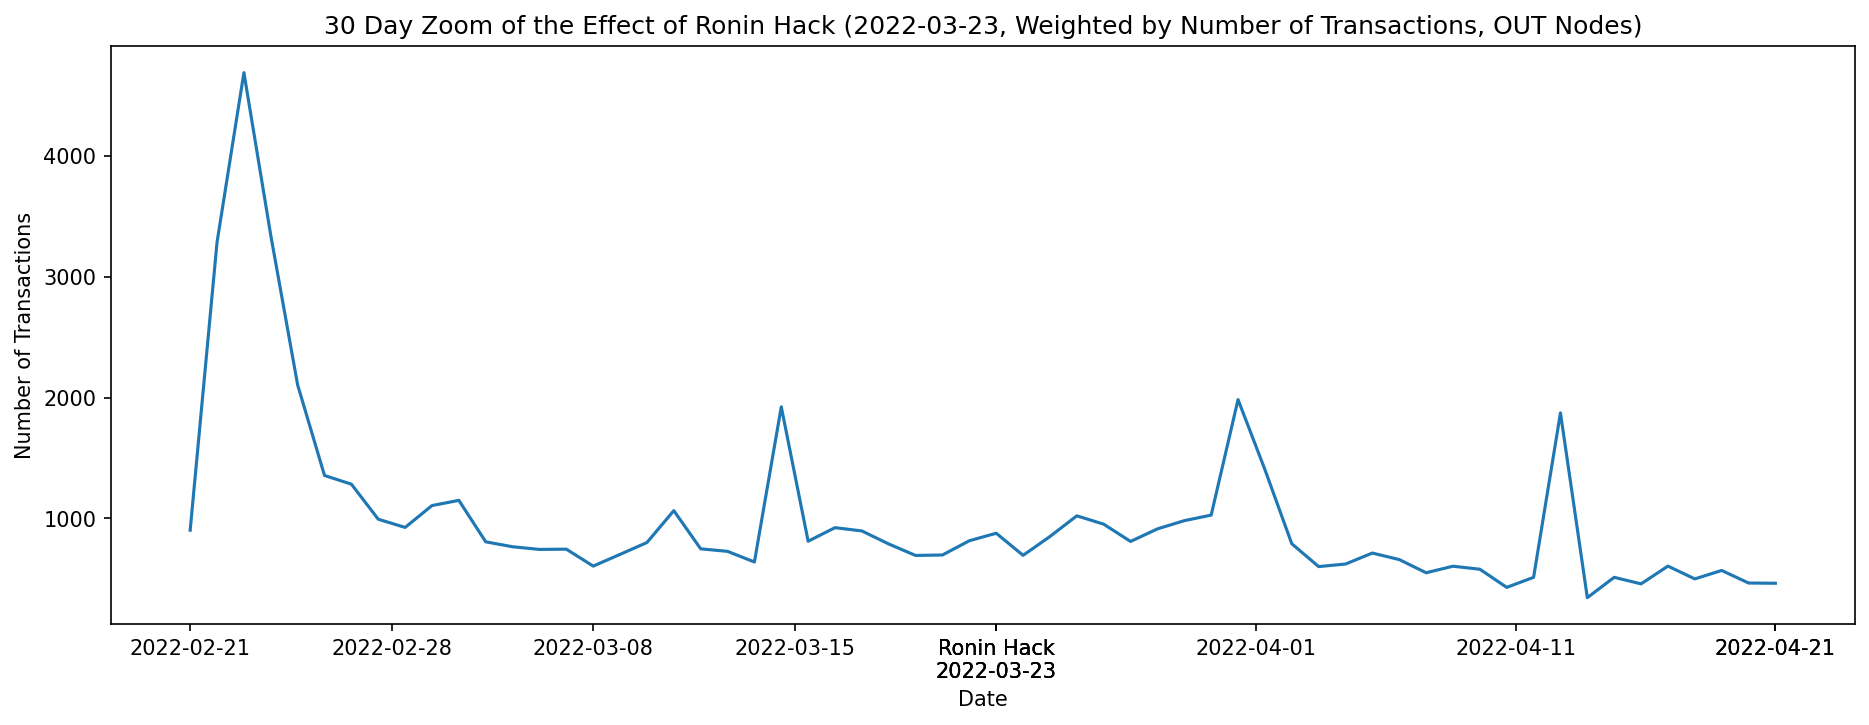 30 Day Zoom of the Effect of Ronin Hack (2022-03-23, Weighted by Number of Transactions, OUT Nodes)
Number of Transactions
4000
3000
2000
1000
2022-02-21 2022-02-28 2022-03-08 2022-03-15 Ronin Hack 2022-04-01 2022-04-11 2022-04-21
2022-03-23
Date